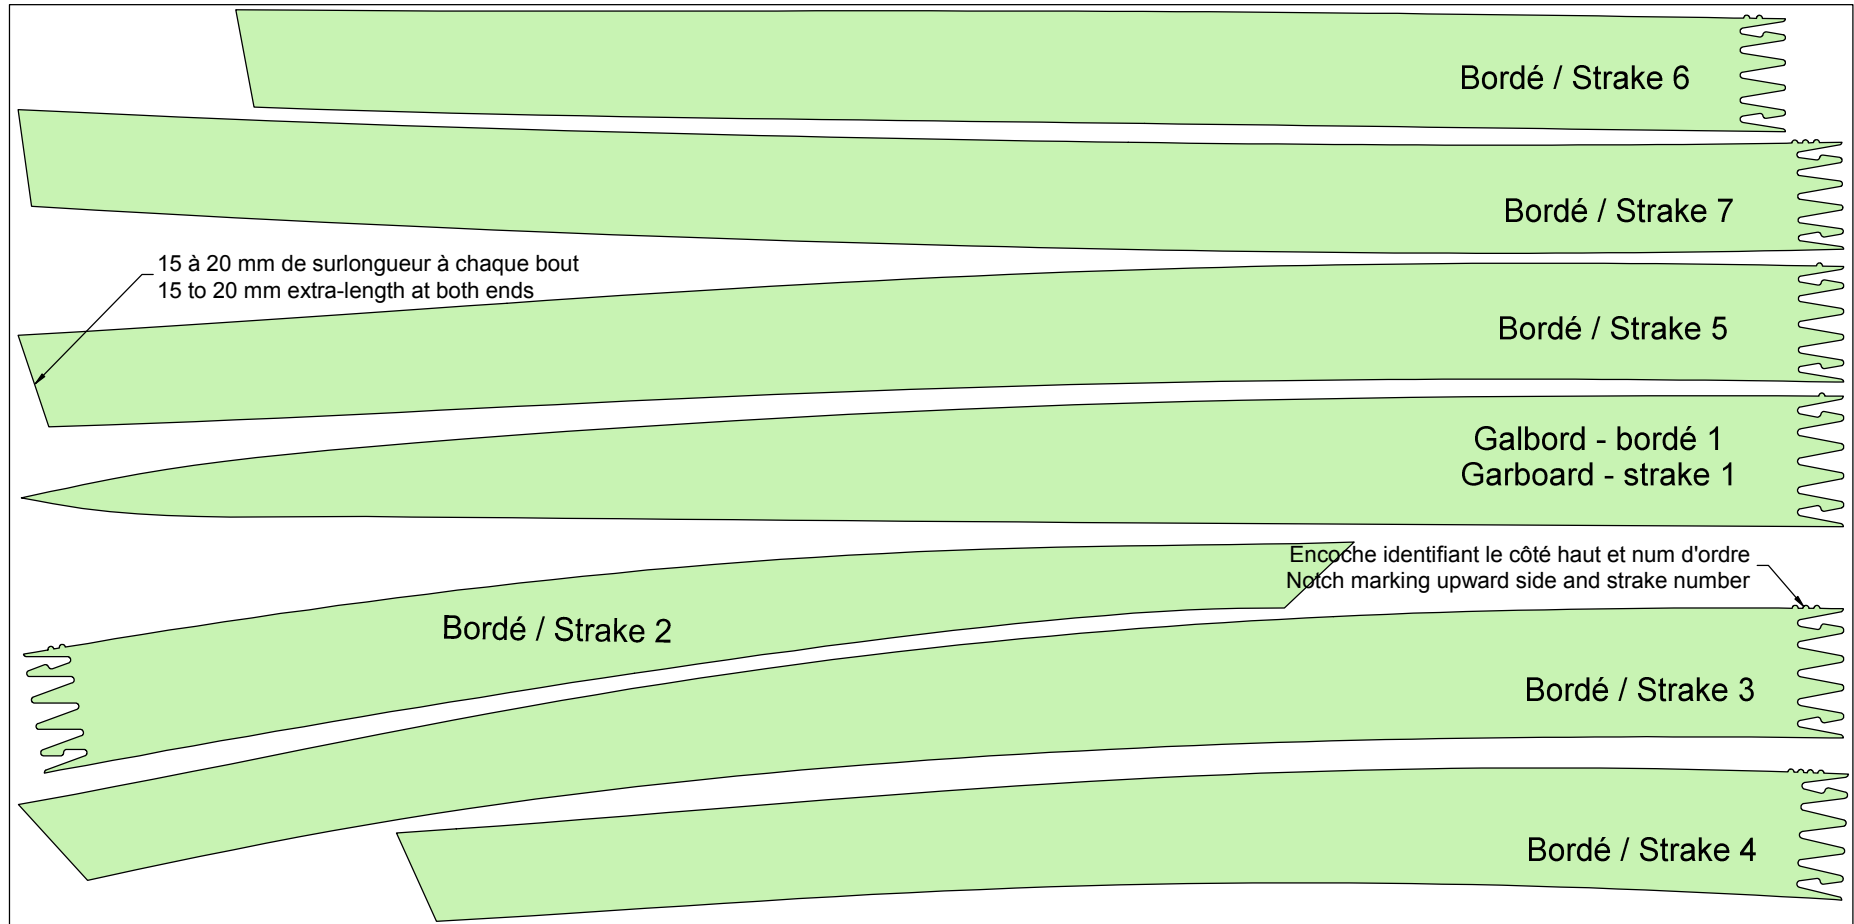 Bordé / Strake 6
Bordé / Strake 7
15 à 20 mm de surlongueur à chaque bout
15 to 20 mm extra-length at both ends
Bordé / Strake 5
Galbord - bordé 1
Garboard - strake 1
Encoche identifiant le côté haut et num d'ordre
Notch marking upward side and strake number
Bordé / Strake 2
Bordé / Strake 3
Bordé / Strake 4